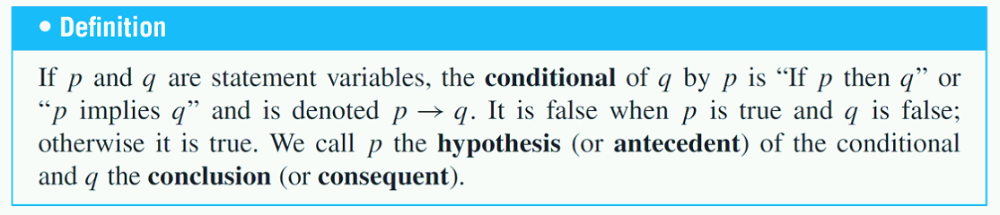 • Definition
If p and q are statement variables, the conditional of q by p is “If p then q” or
“p implies q” and is denoted p → q. It is false when p is true and q is false;
otherwise it is true. We call p the hypothesis (or antecedent) of the conditional
and q the conclusion (or consequent).